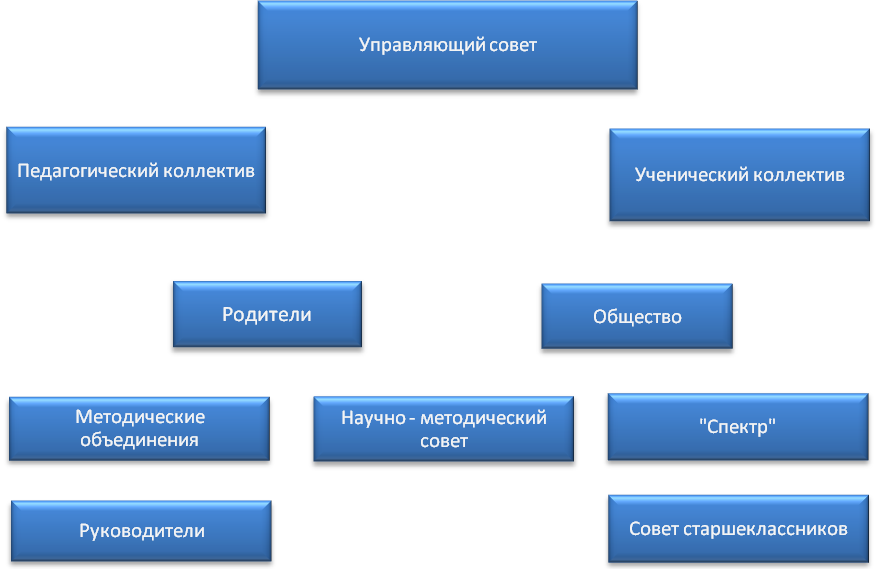 Управляющий совет
Педагогический коллектив
Ученический коллектив
Родители
Общество
Методические
объединения
Научно - методический
совет
"Спектр"
Руководители
Совет старшеклассников